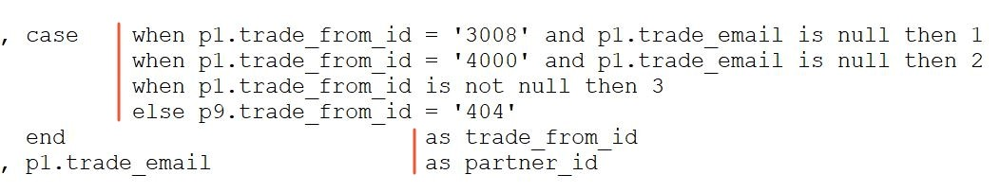 , case when p1.trade_from_id = '3008' and p1.trade_email is null then 1
when p1.trade_from_id = '4000' and p1.trade_email is null then 2
when p1.trade_from_id is not null then 3
else p9.trade_from_id = '404'
end as trade_from_id
, p1.trade_email as partner_id